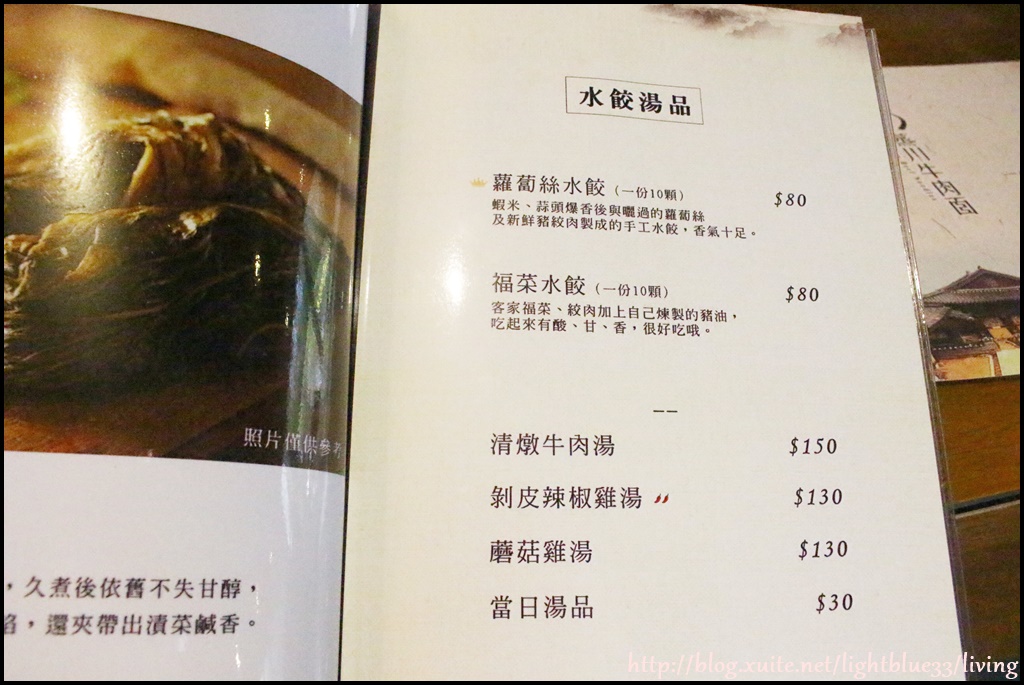 水餃湯品
蘿蔔絲水餃 (一份10顆) $80
蝦米、蒜頭爆香後與曬過的蘿蔔絲
及新鮮豬絞肉製成的手工水餃，香氣十足。
福菜水餃 (一份10顆) $80
客家福菜、絞肉加上自己煉製的豬油，
吃起來有酸、甘、香，很好吃哦。
清燉牛肉湯 $150
剝皮辣椒雞湯 $130
蘑菇雞湯 $130
當日湯品 $30
照片僅供參考
，久煮後依舊不失甘醇，
，還夾帶出漬菜鹹香。
川牛肉
http://blog.xuite.net/lightblue33/living